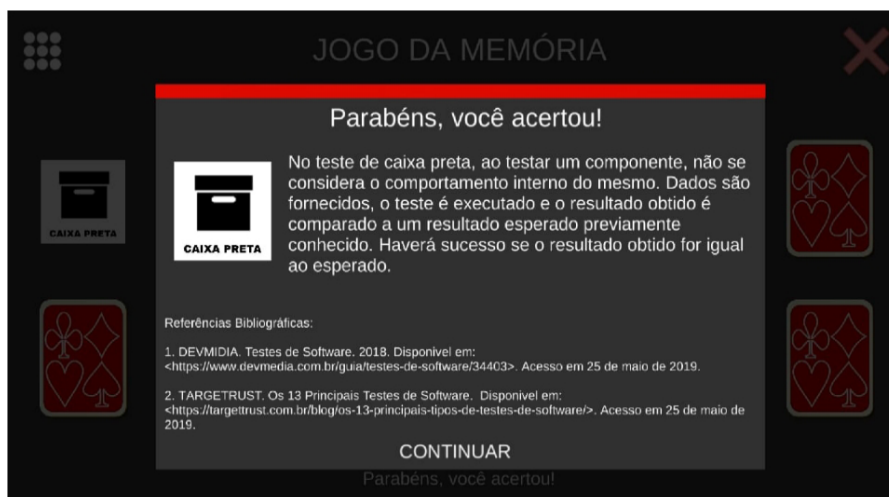 JOGO DA MEMÓRIA
Parabéns, você acertou!
CAIXA PRETA
CAIXA PRETA
No teste de caixa preta, ao testar um componente, não se
considera o comportamento interno do mesmo. Dados são
fornecidos, o teste é executado e o resultado obtido é
comparado a um resultado esperado previamente
conhecido. Haverá sucesso se o resultado obtido for igual
ao esperado.
Referências Bibliográficas:
1. DEVMIDIA. Testes de Software. 2018. Disponivel em:
<https://www.devmedia.com.br/guia/testes-de-software/34403>. Acesso em 25 de maio de 2019.
2. TARGETRUST. Os 13 Principais Testes de Software. Disponivel em:
<https://targettrust.com.br/blog/os-13-principais-tipos-de-testes-de-software/>. Acesso em 25 de maio de
2019.
CONTINUAR
Parabéns, você acertou!